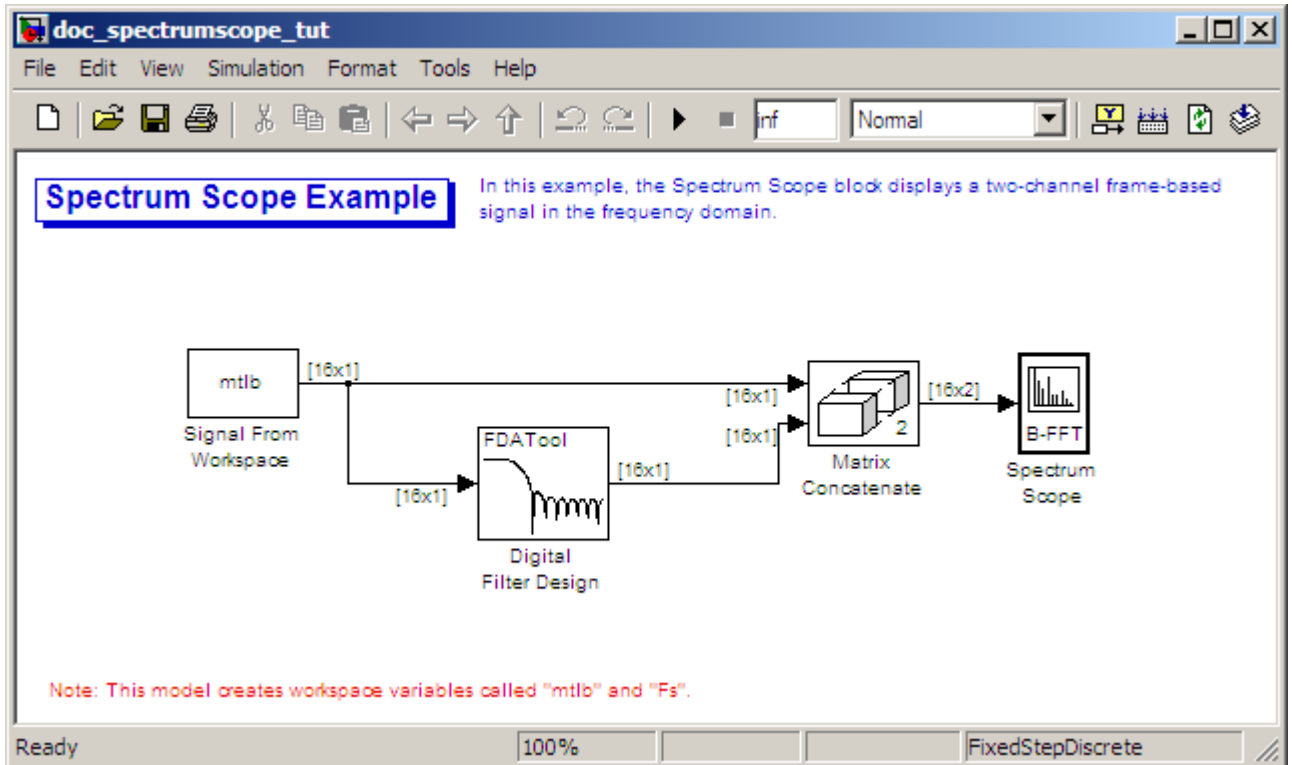 doc_spectrumscope_tut
File Edit View Simulation Format Tools Help
inf Normal
Spectrum Scope Example
In this example, the Spectrum Scope block displays a two-channel frame-based
signal in the frequency domain.
mtlb
[16x1]
Signal From
Workspace
[16x1]
FDATool
[16x1]
Digital
Filter Design
[16x1]
[16x1]
2
Matrix
Concatenate
[16x2]
B-FFT
Spectrum
Scope
Note: This model creates workspace variables called "mtlb" and "Fs".
Ready 100% FixedStepDiscrete